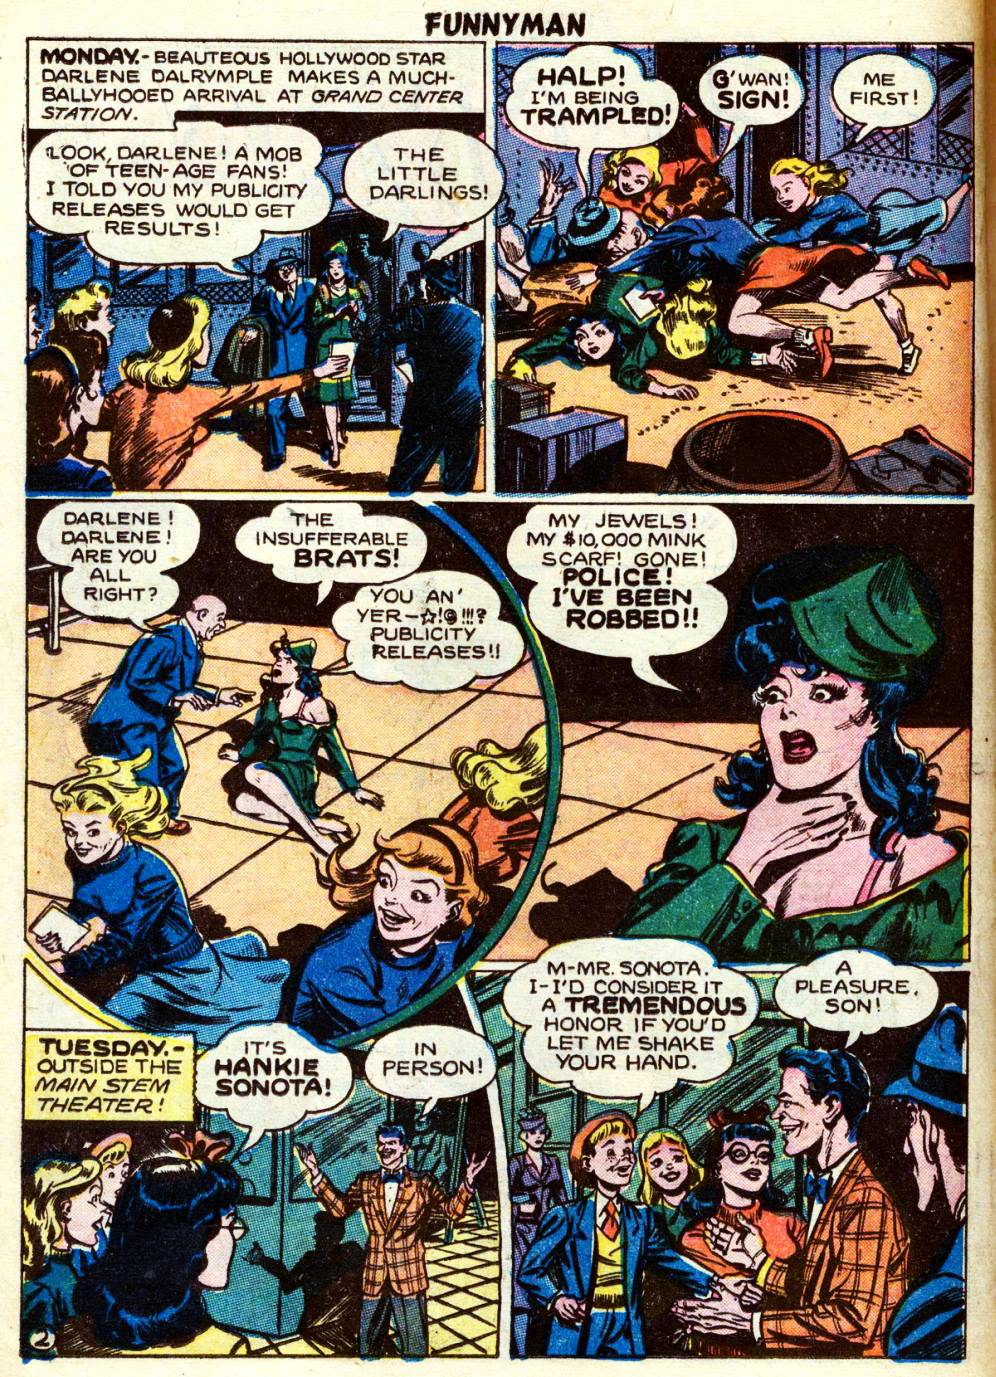 FUNNYMAN
MONDAY.- BEAUTEOUS HOLLYWOOD STAR
DARLENE DALRYMPLE MAKES A MUCH-
BALLYHOOED ARRIVAL AT GRAND CENTER
STATION.
LOOK, DARLENE! A MOB
OF TEEN-AGE FANS!
I TOLD YOU MY PUBLICITY
RELEASES WOULD GET
RESULTS!
THE
LITTLE
DARLINGS!
HALP!
I'M BEING
TRAMPLED!
G'WAN!
SIGN!
ME
FIRST!
DARLENE!
DARLENE!
ARE YOU
ALL
RIGHT?
THE
INSUFFERABLE
BRATS!
YOU AN'
YER-☆!@!!!?
PUBLICITY
RELEASES!!
MY JEWELS!
MY $10,000 MINK
SCARF! GONE!
POLICE!
I'VE BEEN
ROBBED!!
TUESDAY.-
OUTSIDE THE
MAIN STEM
THEATER!
IT'S
HANKIE
SONOTA!
IN
PERSON!
M-MR. SONOTA.
I-I'D CONSIDER IT
A TREMENDOUS
HONOR IF YOU'D
LET ME SHAKE
YOUR HAND.
A
PLEASURE,
SON!
2